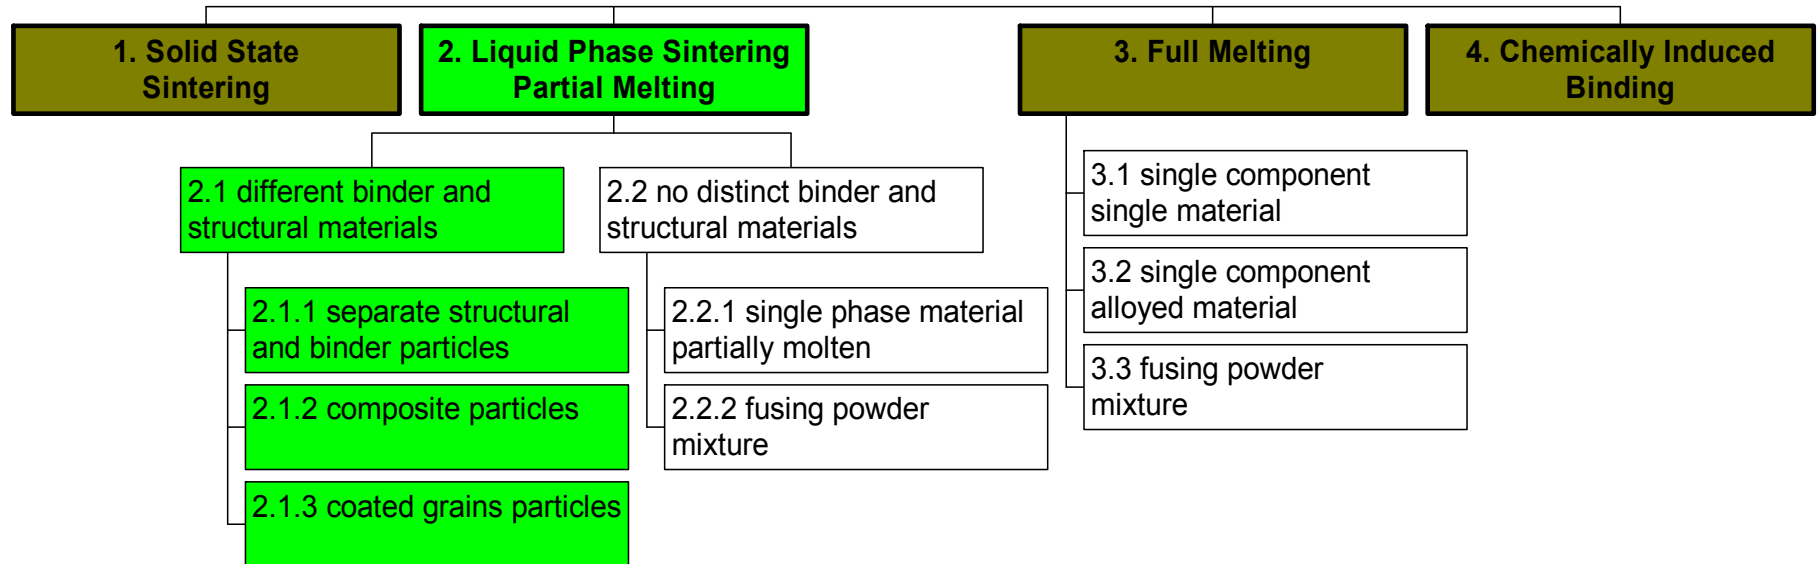 1. Solid State
Sintering
2. Liquid Phase Sintering
Partial Melting
3. Full Melting
4. Chemically Induced
Binding
2.1 different binder and
structural materials
2.2 no distinct binder and
structural materials
3.1 single component
single material
3.2 single component
alloyed material
2.1.1 separate structural
and binder particles
2.2.1 single phase material
partially molten
3.3 fusing powder
mixture
2.1.2 composite particles
2.2.2 fusing powder
mixture
2.1.3 coated grains particles